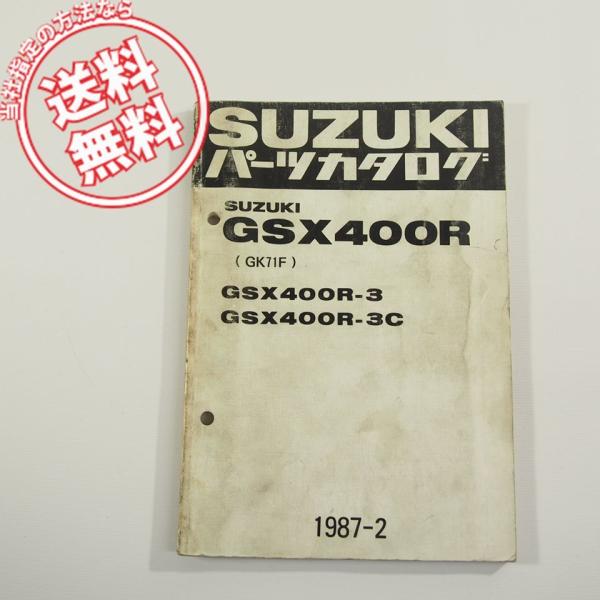 当社指定の方法なら
送料
無料
SUZUKI
パーツカタログ
SUZUKI
GSX400R
( GK71F )
GSX400R-3
GSX400R-3C
1987-2